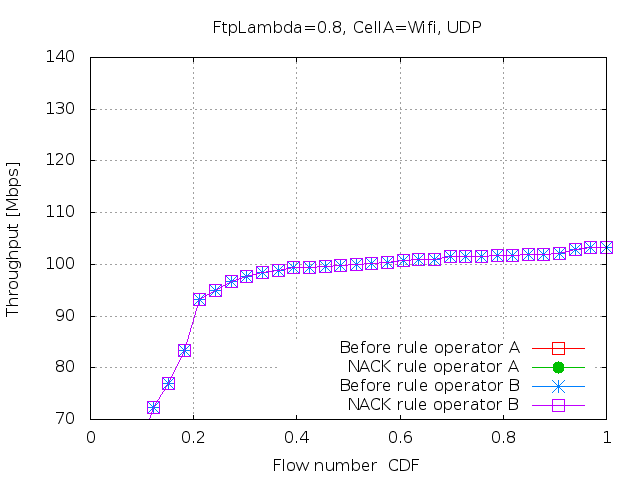 FtpLambda=0.8, CellA=Wifi, UDP
140
130
120
110
100
90
80
70
Throughput [Mbps]
Before rule operator A
NACK rule operator A
Before rule operator B
NACK rule operator B
0 0.2 0.4 0.6 0.8 1
Flow number CDF